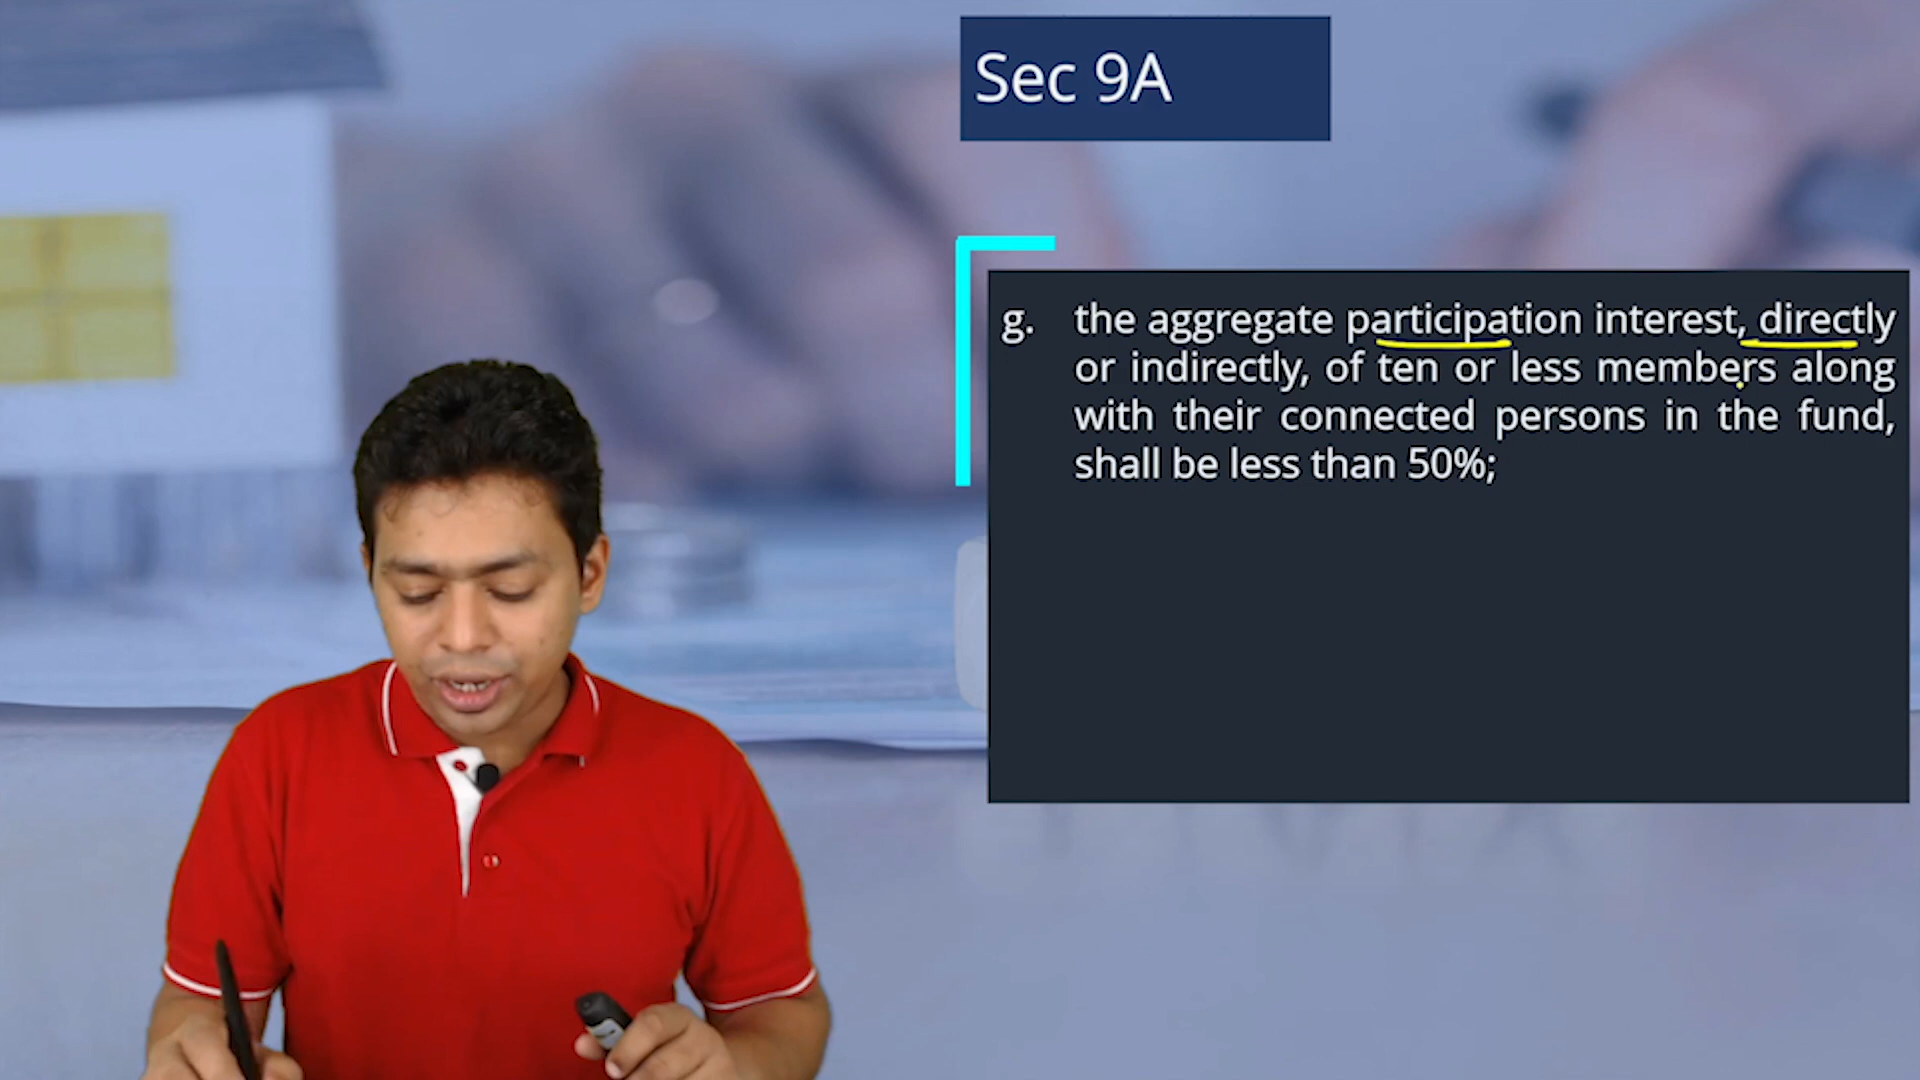 Sec 9A
g. the aggregate participation interest, directly
or indirectly, of ten or less members along
with their connected persons in the fund,
shall be less than 50%;